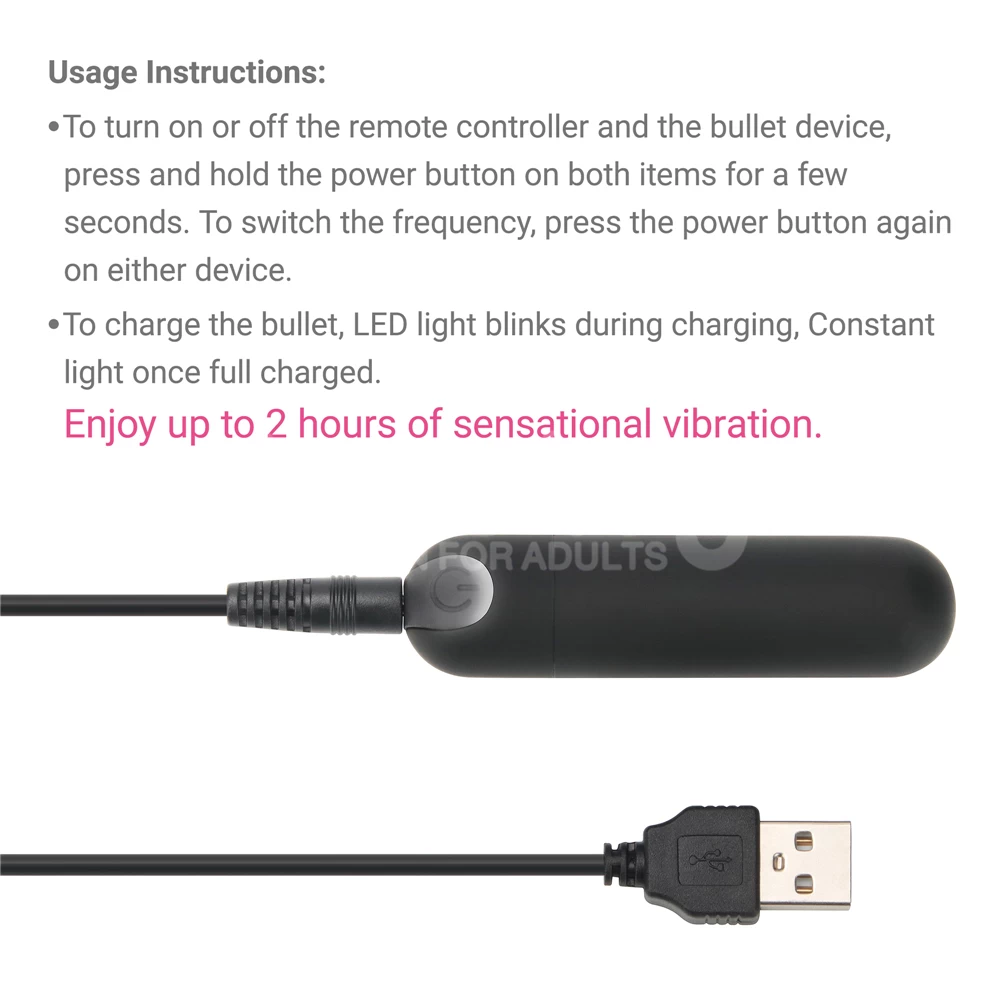 Usage Instructions:
•To turn on or off the remote controller and the bullet device,
press and hold the power button on both items for a few
seconds. To switch the frequency, press the power button again
on either device.
•To charge the bullet, LED light blinks during charging, Constant
light once full charged.
Enjoy up to 2 hours of sensational vibration.
FOR ADULTS